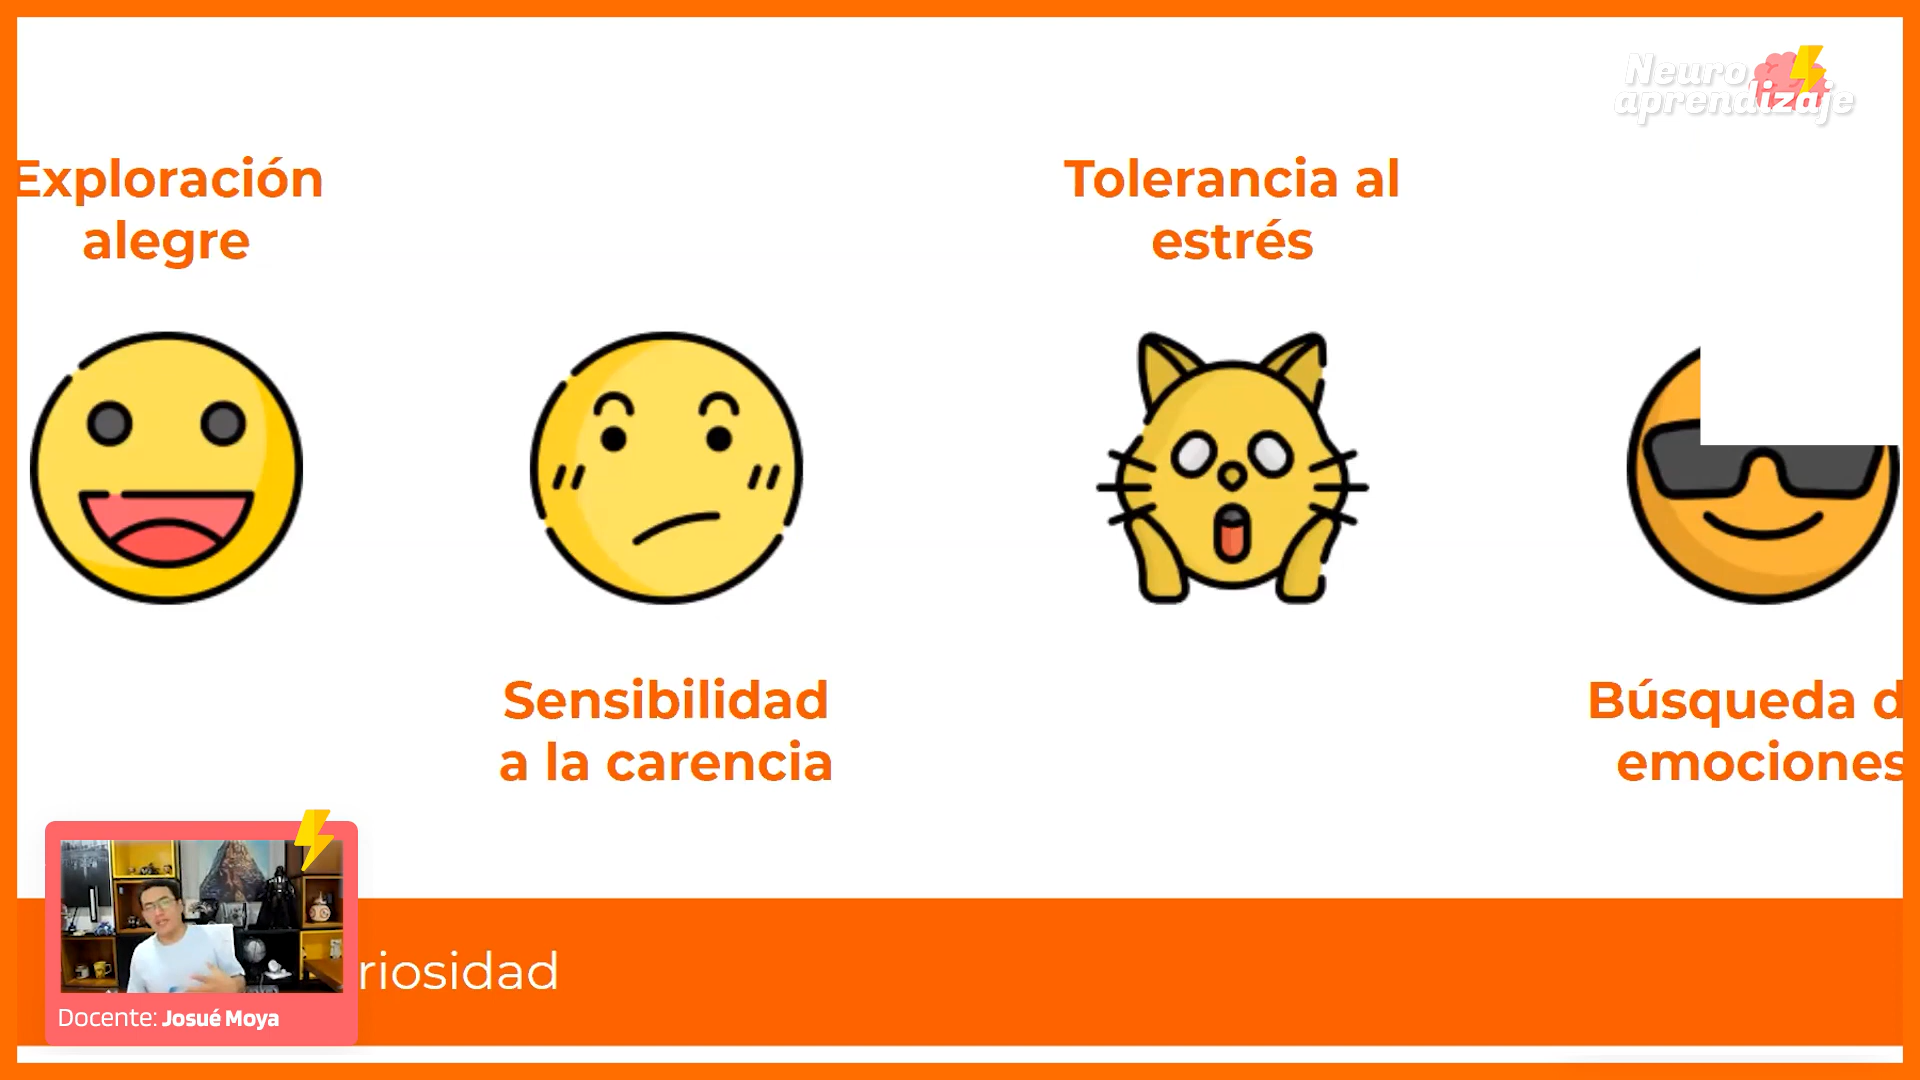 Neuro
aprendizaje
Exploración
alegre
Tolerancia al
estrés
Sensibilidad
a la carencia
Búsqueda d
emociones
riosidad
Docente: Josué Moya